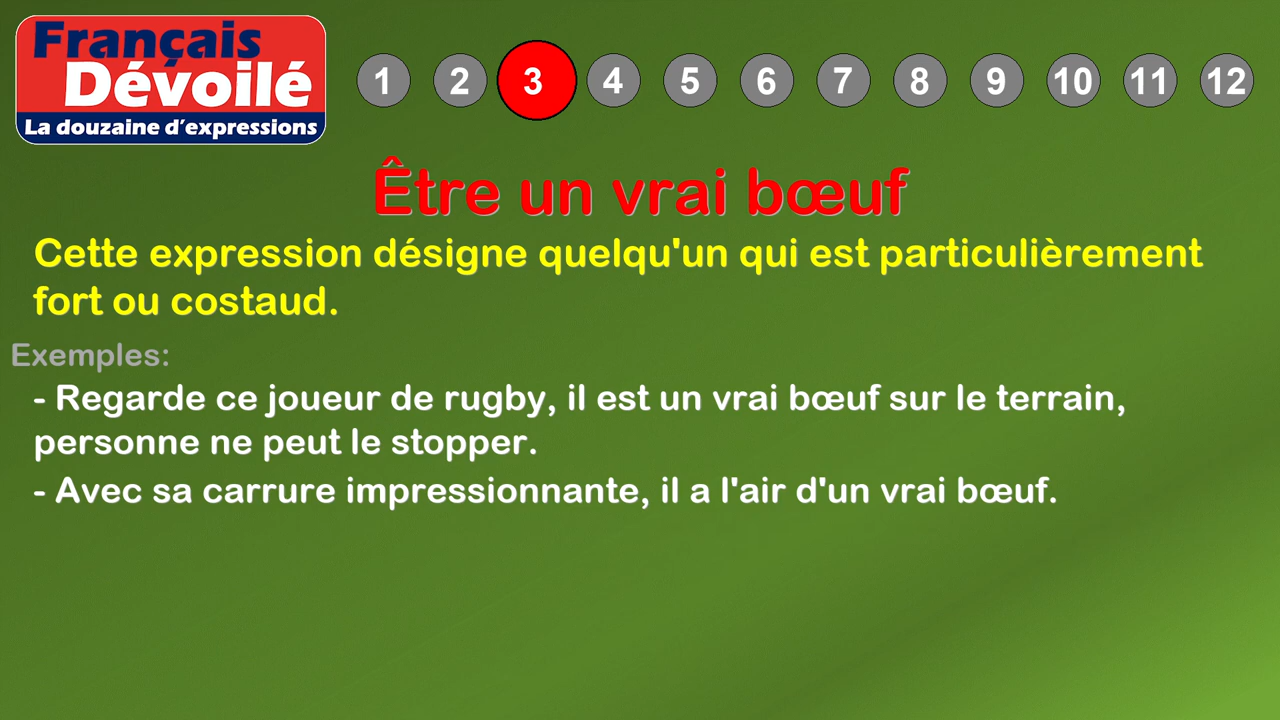 Français
Dévoilé
La douzaine d'expressions
1 2 3 4 5 6 7 8 9 10 11 12
Être un vrai bœuf
Cette expression désigne quelqu'un qui est particulièrement
fort ou costaud.
Exemples:
- Regarde ce joueur de rugby, il est un vrai bœuf sur le terrain,
personne ne peut le stopper.
- Avec sa carrure impressionnante, il a l'air d'un vrai bœuf.